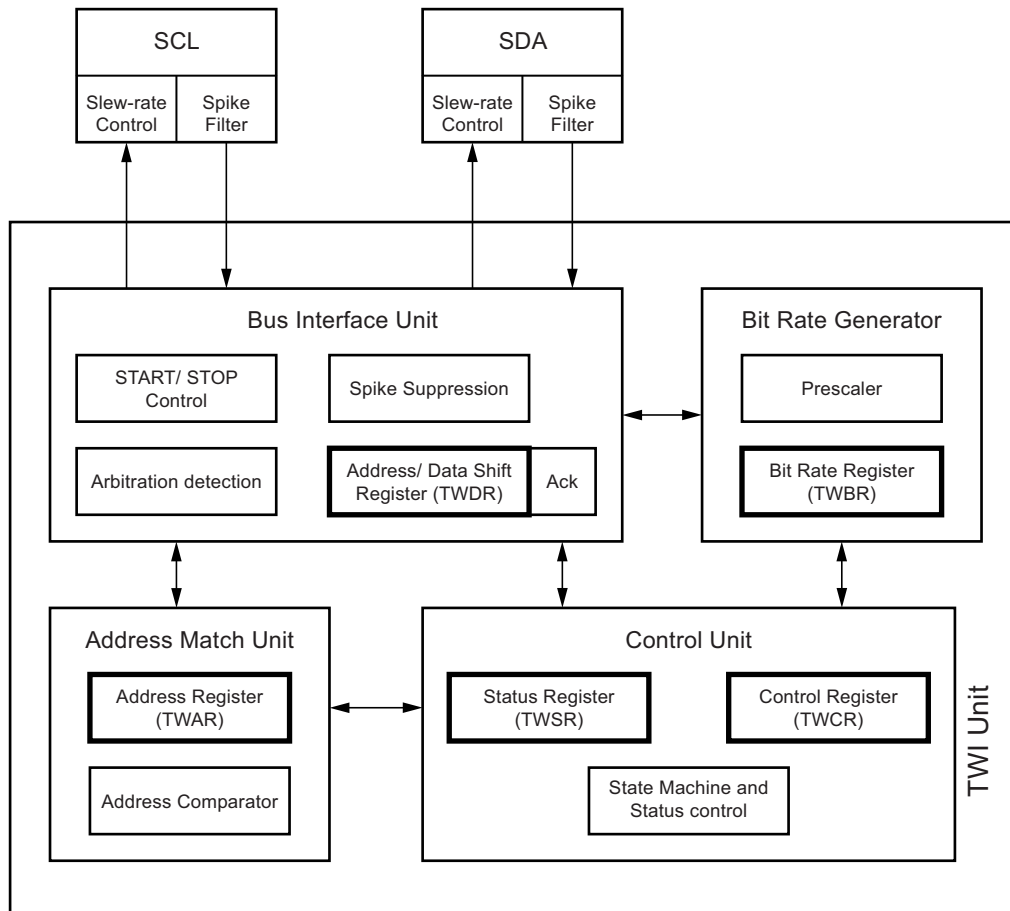 SCL
Slew-rate
Control
Spike
Filter
SDA
Slew-rate
Control
Spike
Filter
Bus Interface Unit
START/ STOP
Control
Spike Suppression
Arbitration detection
Address/ Data Shift
Register (TWDR)
Ack
Bit Rate Generator
Prescaler
Bit Rate Register
(TWBR)
Address Match Unit
Address Register
(TWAR)
Address Comparator
Control Unit
Status Register
(TWSR)
Control Register
(TWCR)
State Machine and
Status control
TWI Unit